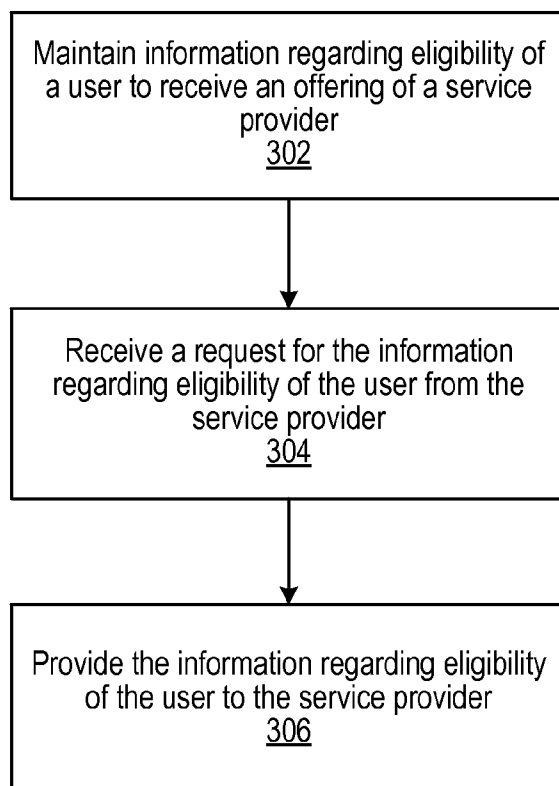 Maintain information regarding eligibility of
a user to receive an offering of a service
provider
302
Receive a request for the information
regarding eligibility of the user from the
service provider
304
Provide the information regarding eligibility
of the user to the service provider
306